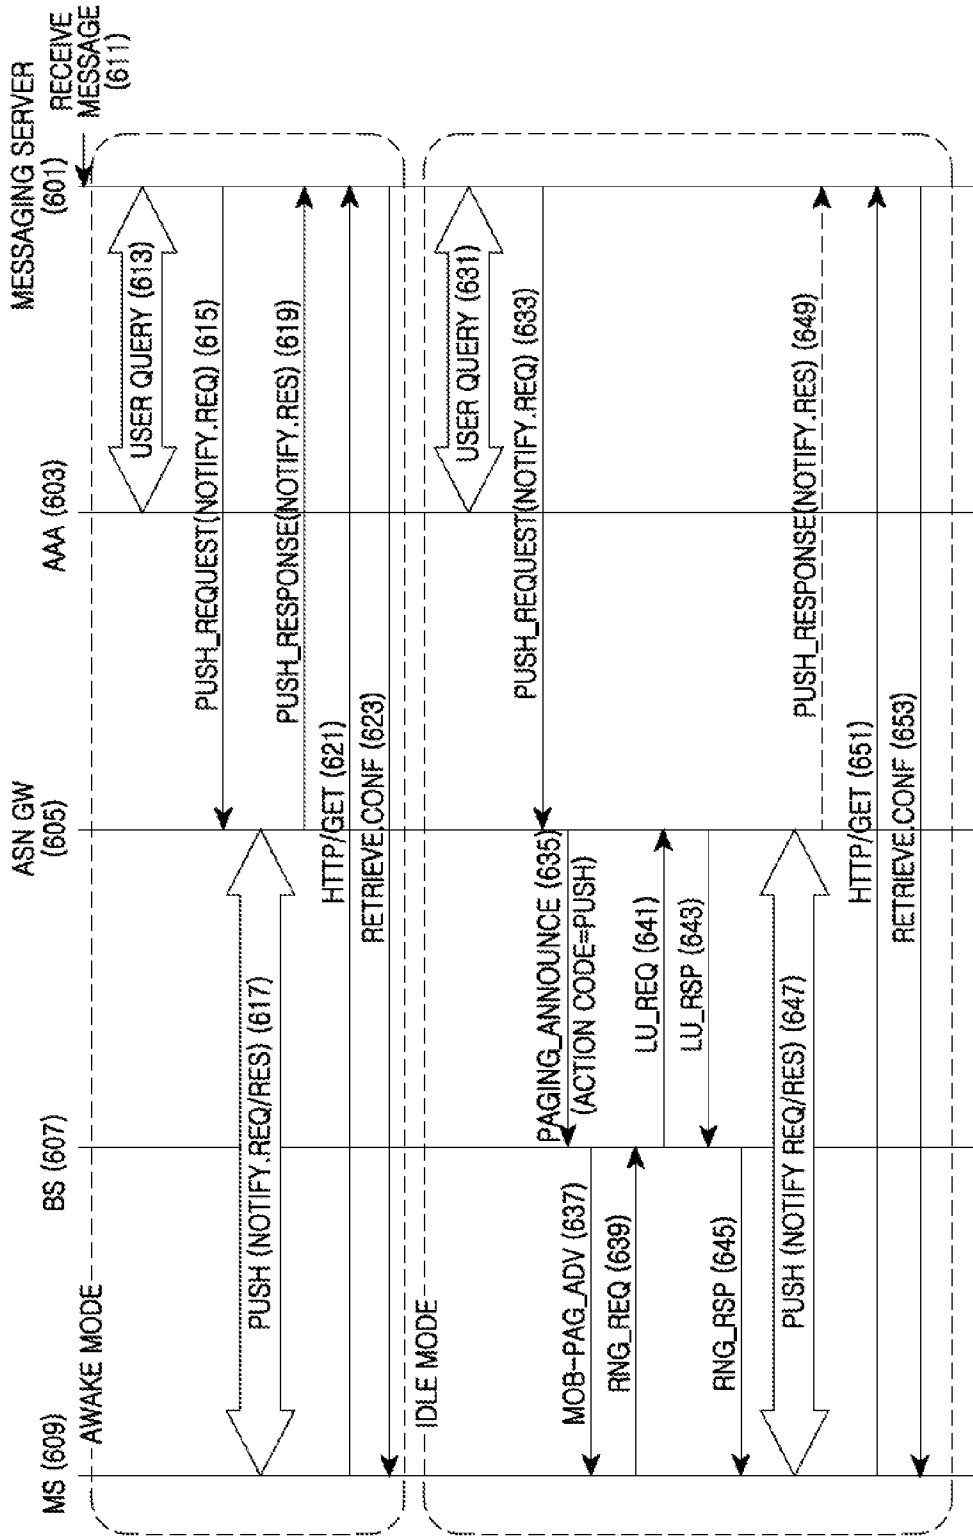 MS (609)
BS (607)
ASN GW
(605)
AAA (603)
MESSAGING SERVER
(601)
RECEIVE
MESSAGE
(611)
AWAKE MODE
USER QUERY (613)
PUSH_REQUEST(NOTIFY.REQ) (615)
PUSH (NOTIFY.REQ/RES) (617)
PUSH_RESPONSE(NOTIFY.RES) (619)
HTTP/GET (621)
RETRIEVE.CONF (623)
IDLE MODE
USER QUERY (631)
PUSH_REQUEST(NOTIFY.REQ) (633)
PAGING_ANNOUNCE (635)
(ACTION CODE=PUSH)
MOB-PAG_ADV (637)
RNG_REQ (639)
LU_REQ (641)
LU_RSP (643)
RNG_RSP (645)
PUSH (NOTIFY REQ/RES) (647)
PUSH_RESPONSE(NOTIFY.RES) (649)
HTTP/GET (651)
RETRIEVE.CONF (653)